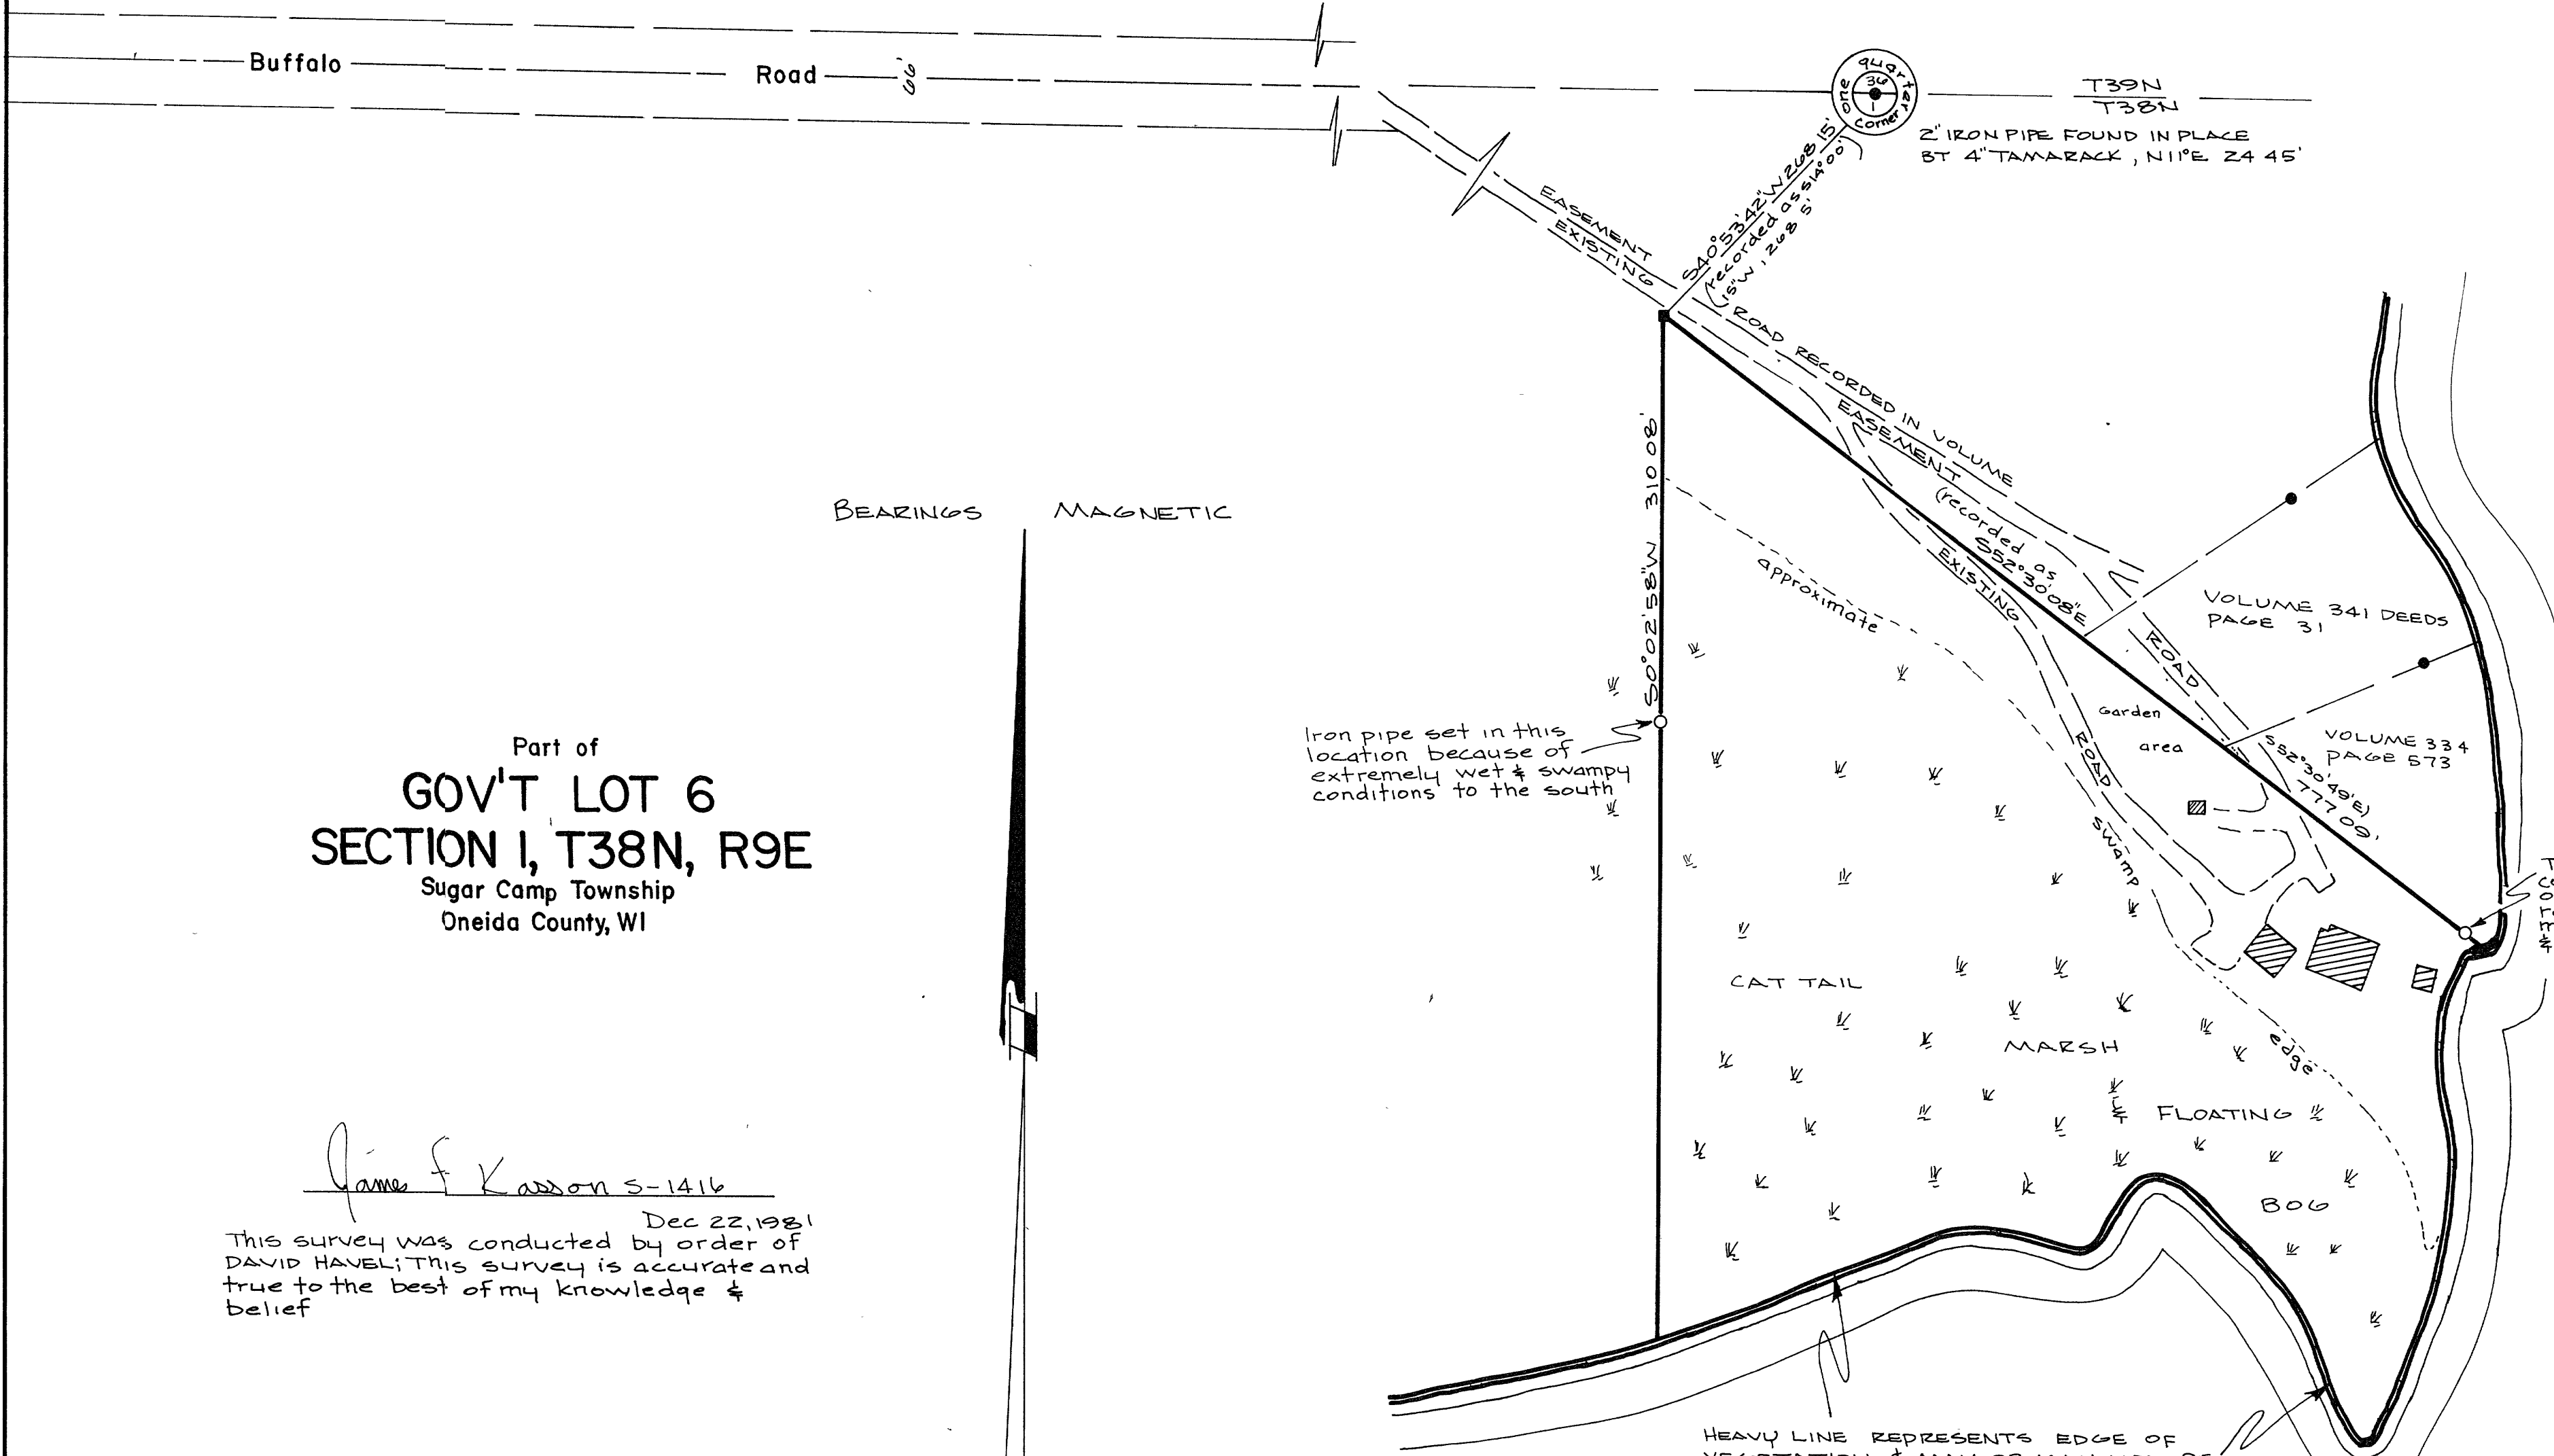 Buffalo Road 66'
one quarter corner
36
1
T39N
T38N
2" IRON PIPE FOUND IN PLACE
BT 4" TAMARACK, N11°E 24 45'
S40°53'42"W 268 15'
(recorded as S14°00'
15"W, 268 5'
EASEMENT
EXISTING
ROAD RECORDED IN VOLUME
EASEMENT
(recorded as
S52°30'08"E
EXISTING
ROAD
ROAD
S52°30'49"E)
777 09'
S0°02'58"W 310 08'
approximate
swamp
edge
VOLUME 341 DEEDS
PAGE 31
VOLUME 334
PAGE 573
Garden
area
BEARINGS MAGNETIC
Iron pipe set in this
location because of
extremely wet & swampy
conditions to the south
Part of
GOV'T LOT 6
SECTION 1, T38N, R9E
Sugar Camp Township
Oneida County, WI
CAT TAIL
MARSH
& FLOATING
BOG
James F Kasson S-1416
Dec 22, 1981
This survey was conducted by order of
DAVID HAVEL; This survey is accurate and
true to the best of my knowledge &
belief
HEAVY LINE REPRESENTS EDGE OF